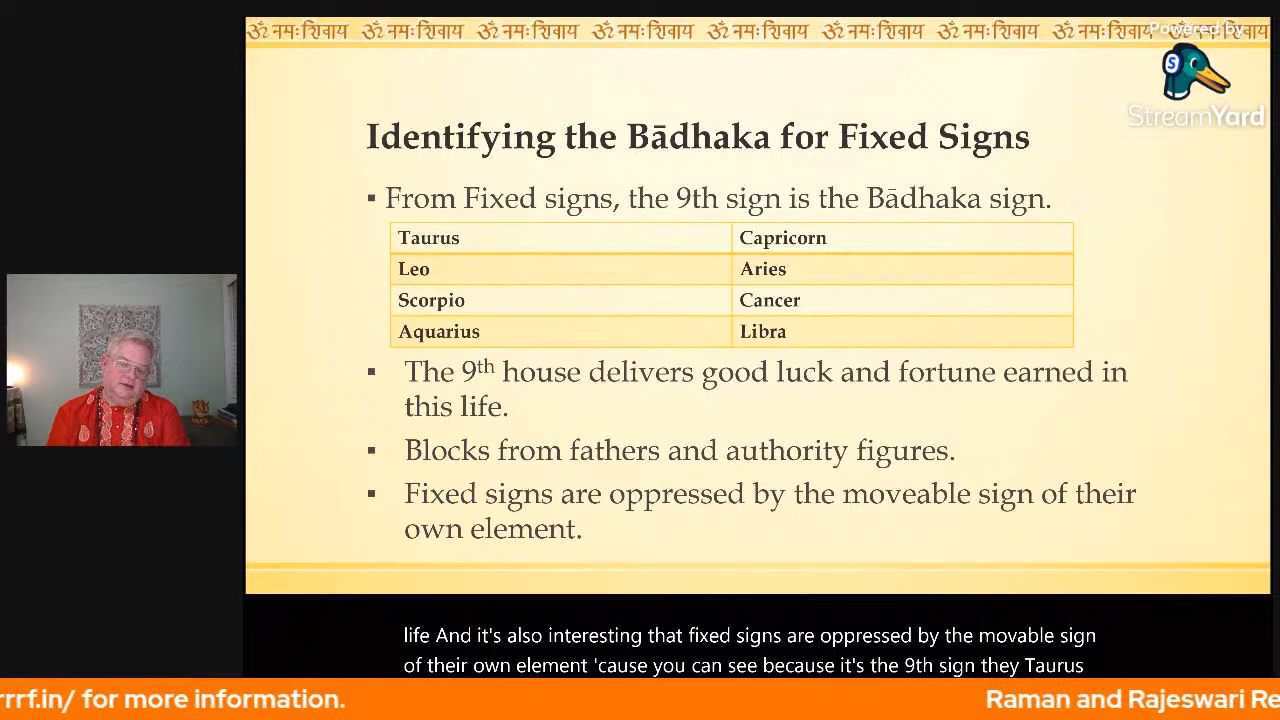 ॐ नमः शिवाय ॐ नमः शिवाय ॐ नमः शिवाय ॐ नमः शिवाय ॐ नमः शिवाय ॐ नमः शिवाय ॐ नमः शिवाय ॐ नमः शिवाय ॐ नमः शिवाय
Powered by
S
StreamYard
Identifying the Bādhaka for Fixed Signs
▪ From Fixed signs, the 9th sign is the Bādhaka sign.
Taurus Capricorn
Leo Aries
Scorpio Cancer
Aquarius Libra
▪ The 9th house delivers good luck and fortune earned in
this life.
▪ Blocks from fathers and authority figures.
▪ Fixed signs are oppressed by the moveable sign of their
own element.
life And it's also interesting that fixed signs are oppressed by the movable sign
of their own element 'cause you can see because it's the 9th sign they Taurus
rrrf.in/ for more information. Raman and Rajeswari Re